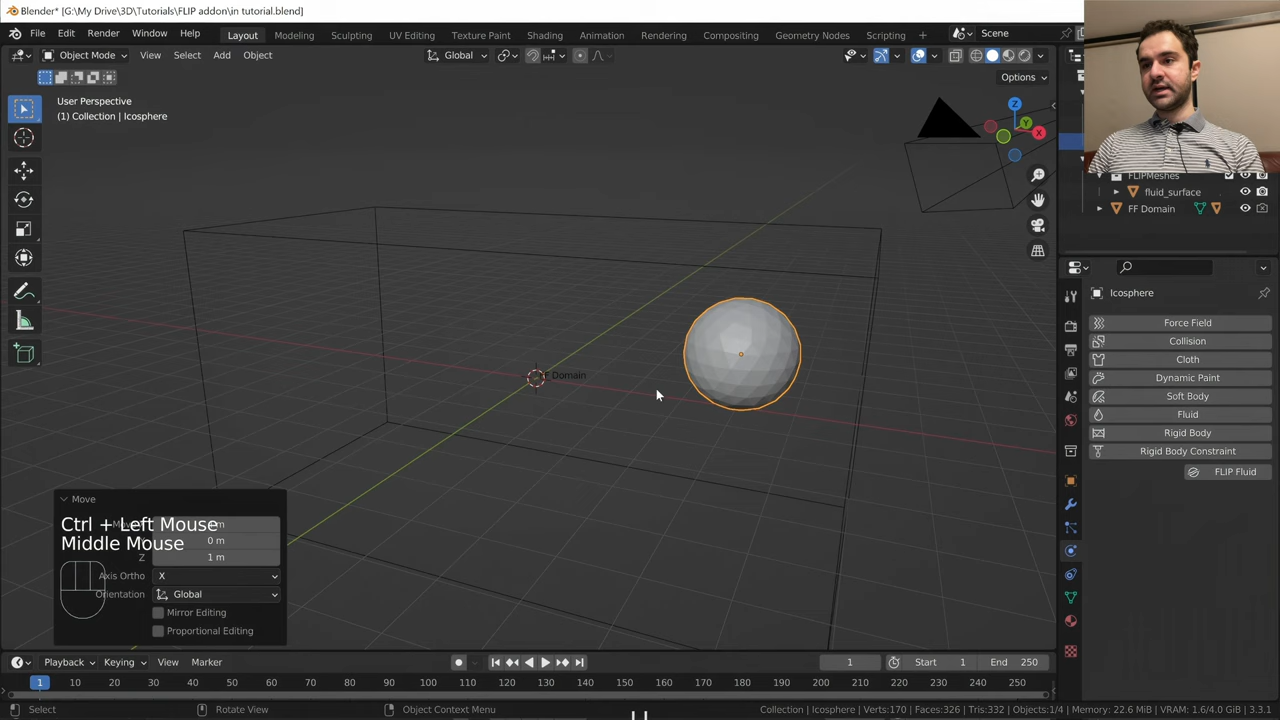 Blender* [G:\My Drive\3D\Tutorials\FLIP addon\in tutorial.blend]
File Edit Render Window Help Layout Modeling Sculpting UV Editing Texture Paint Shading Animation Rendering Compositing Geometry Nodes Scripting Scene
Object Mode View Select Add Object Global
Options
User Perspective
(1) Collection | Icosphere
Z
Y
X
FLIPMeshes
fluid_surface
FF Domain
Icosphere
Force Field
Collision
Cloth
Dynamic Paint
Soft Body
Fluid
Rigid Body
Rigid Body Constraint
FLIP Fluid
Domain
Move
Ctrl + Left Mouse m
Middle Mouse 0 m
Z 1 m
Axis Ortho X
Orientation Global
Mirror Editing
Proportional Editing
Playback Keying View Marker 1 Start 1 End 250
1 10 20 30 40 50 60 70 80 90 100 110 120 130 140 150 160 170 180 190 200 210 220 230 240 250
Select Rotate View Object Context Menu Collection | Icosphere | Verts:170 | Faces:326 | Tris:332 | Objects:1/4 | Memory: 22.6 MiB | VRAM: 1.6/4.0 GiB | 3.3.1